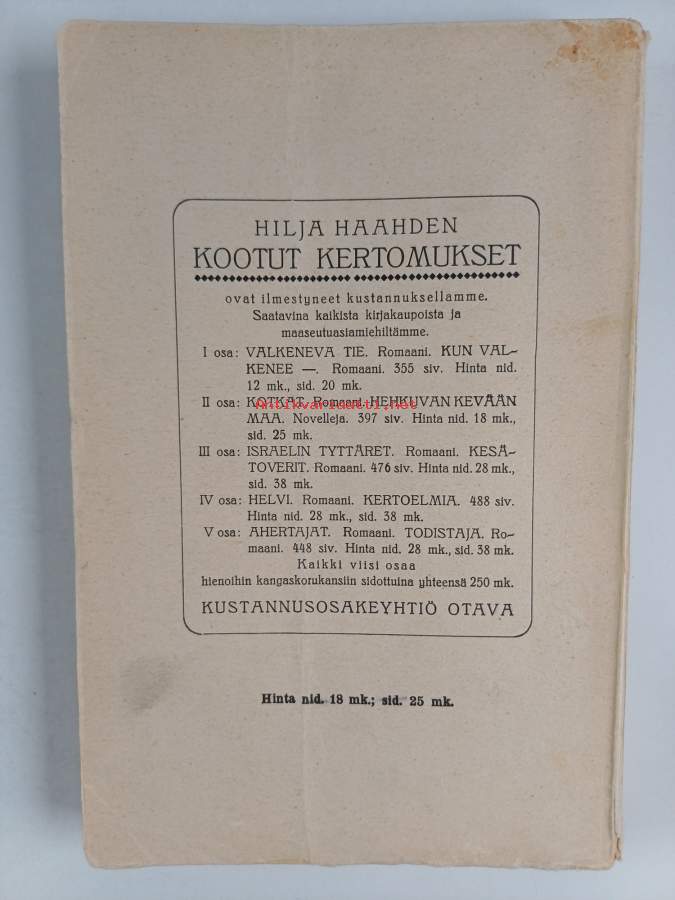 HILJA HAAHDEN
KOOTUT KERTOMUKSET
ovat ilmestyneet kustannuksellamme.
Saatavina kaikista kirjakaupoista ja
maaseutuasiamiehiltämme.
I osa: VALKENEVA TIE. Romaani. KUN VAL-
KENEE —. Romaani. 355 siv. Hinta nid.
12 mk., sid. 20 mk.
II osa: KOTKAT. Romaani. HEHKUVAN KEVÄÄN
Antikvariaatti.net
MAA. Novelleja. 397 siv. Hinta nid. 18 mk.,
sid. 25 mk.
III osa: ISRAELIN TYTTÄRET. Romaani. KESÄ-
TOVERIT. Romaani. 476 siv. Hinta nid. 28 mk.,
sid. 38 mk.
IV osa: HELVI. Romaani. KERTOELMIA. 488 siv.
Hinta nid. 28 mk., sid. 38 mk.
V osa: AHERTAJAT. Romaani. TODISTAJA. Ro-
maani. 448 siv. Hinta nid. 28 mk., sid. 38 mk.
Kaikki viisi osaa
hienoihin kangaskorukansiin sidottuina yhteensä 250 mk.
KUSTANNUSOSAKEYHTIÖ OTAVA
Hinta nid. 18 mk.; sid. 25 mk.